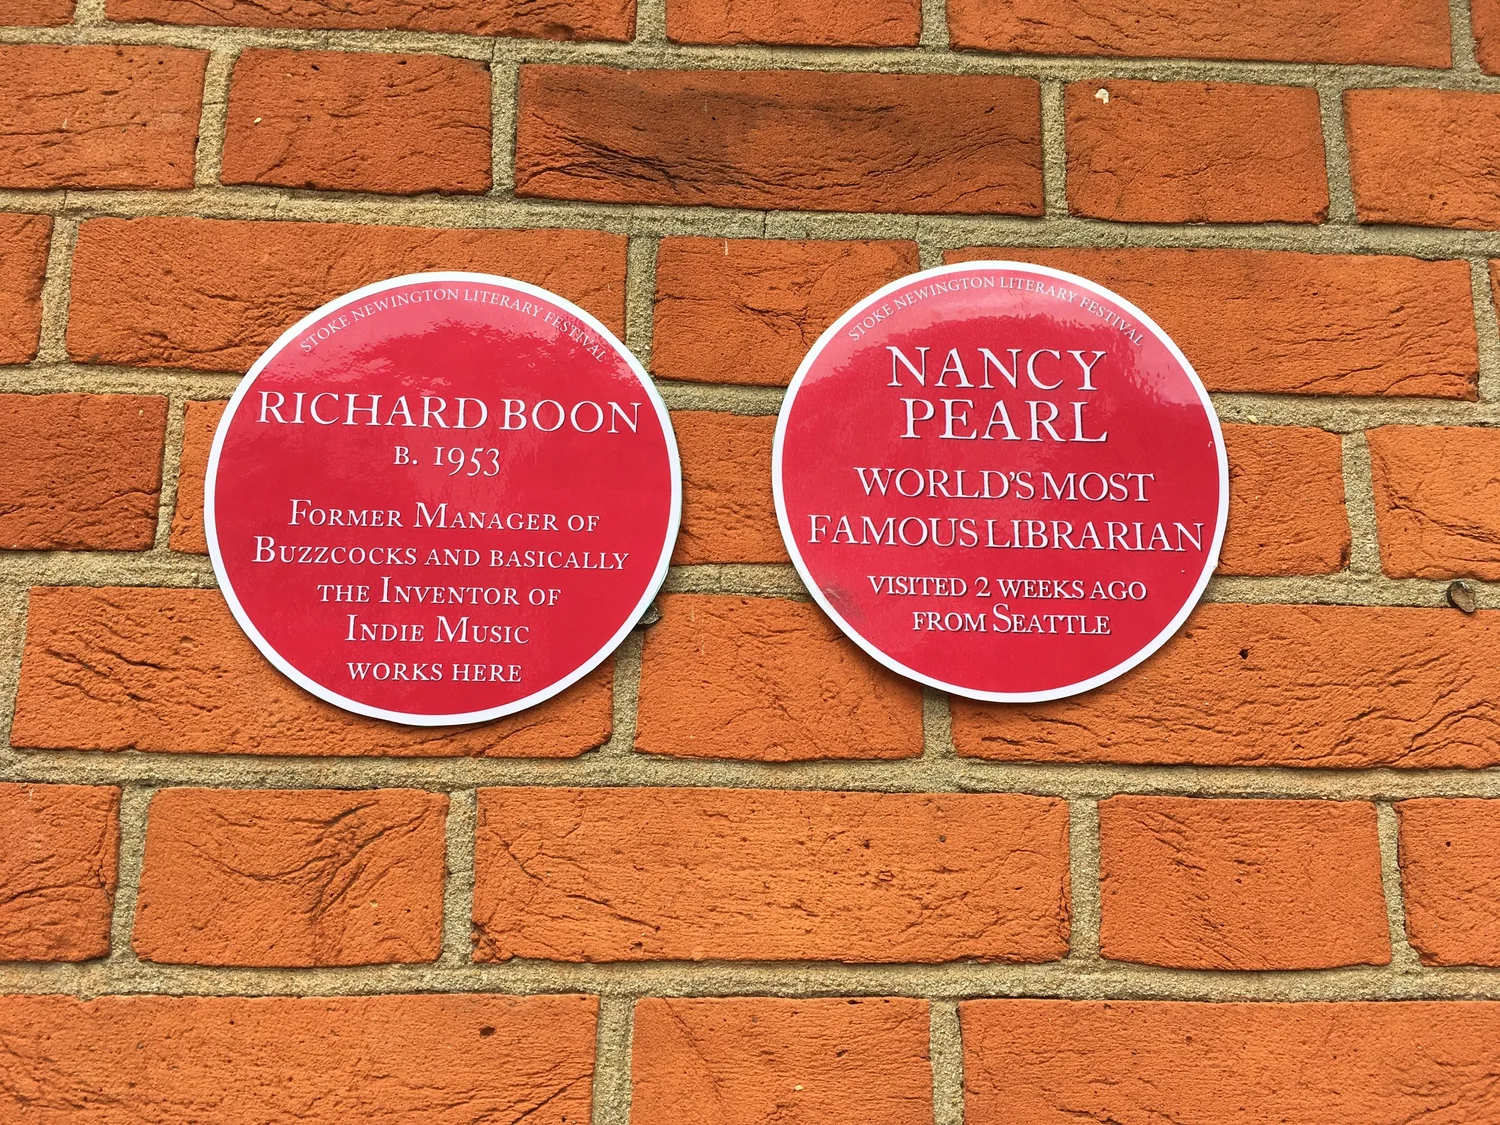 STOKE NEWINGTON LITERARY FESTIVAL
RICHARD BOON
B. 1953
FORMER MANAGER OF
BUZZCOCKS AND BASICALLY
THE INVENTOR OF
INDIE MUSIC
WORKS HERE
STOKE NEWINGTON LITERARY FESTIVAL
NANCY
PEARL
WORLD'S MOST
FAMOUS LIBRARIAN
VISITED 2 WEEKS AGO
FROM SEATTLE